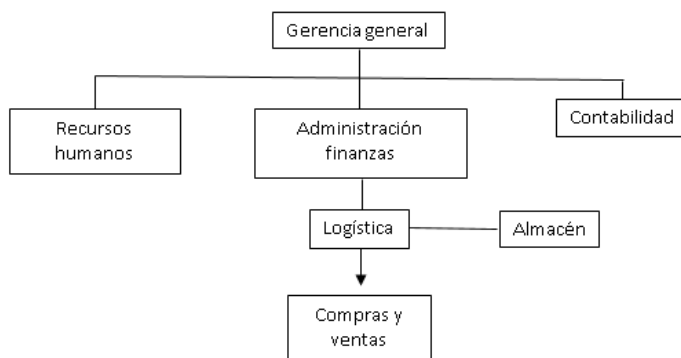 Gerencia general
Recursos
humanos
Administración
finanzas
Contabilidad
Logística
Almacén
Compras y
ventas